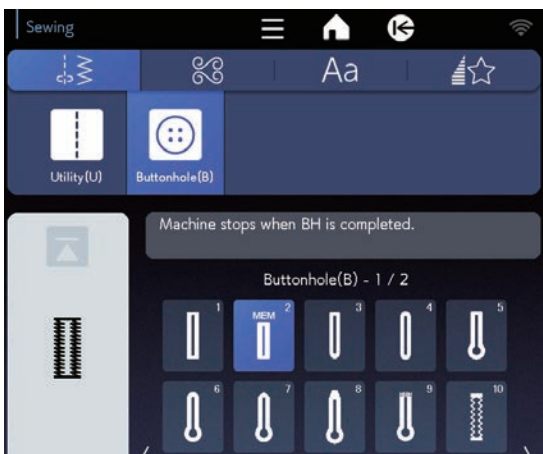 Sewing
Aa
Utility(U)
Buttonhole(B)
Machine stops when BH is completed.
Buttonhole(B) - 1 / 2
1
MEM 2
3
4
5
6
7
8
MEM 9
10